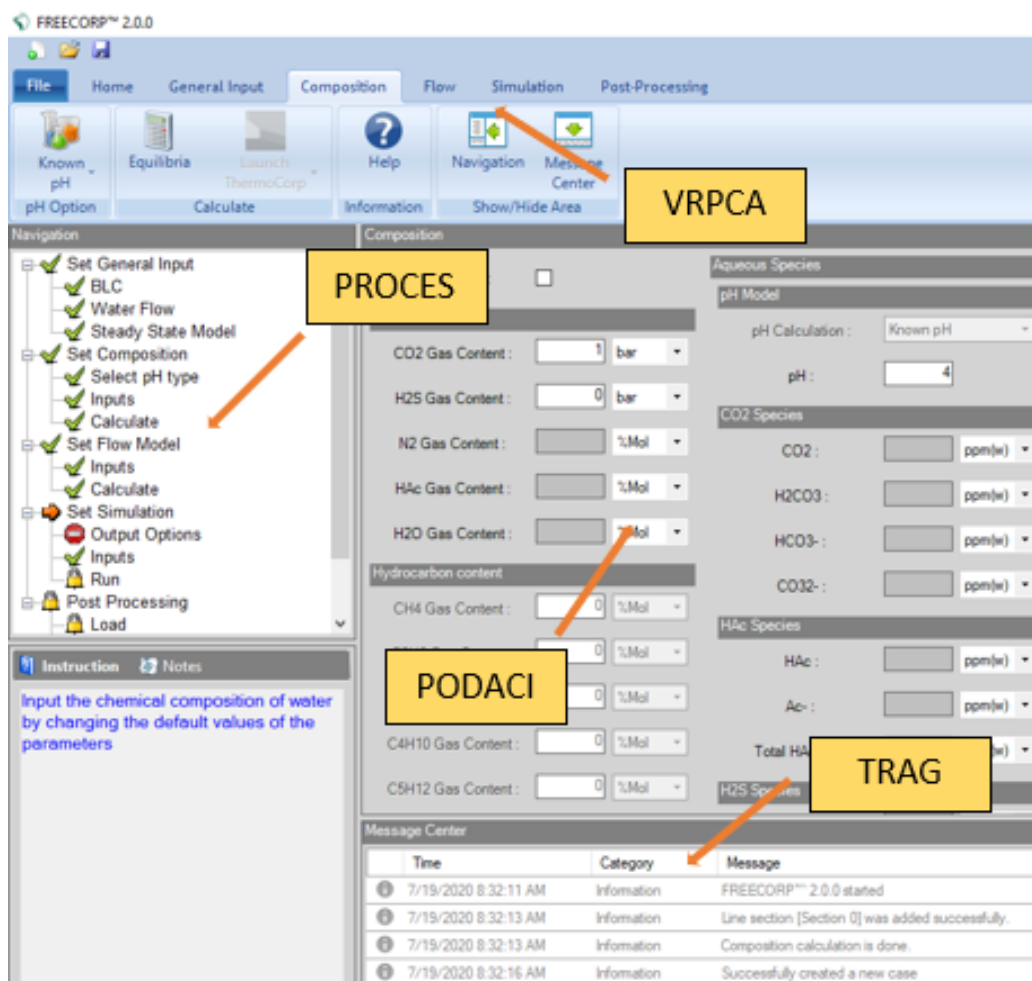 FREECORP™ 2.0.0
File Home General Input Composition Flow Simulation Post-Processing
Known pH
Equilibria
Launch ThermoCorp
Help
Navigation
Message Center
pH Option Calculate Information Show/Hide Area
VRPCA
Navigation
Set General Input
BLC
Water Flow
Steady State Model
Set Composition
Select pH type
Inputs
Calculate
Set Flow Model
Inputs
Calculate
Set Simulation
Output Options
Inputs
Run
Post Processing
Load
PROCES
Instruction Notes
Input the chemical composition of water
by changing the default values of the
parameters
Composition
CO2 Gas Content : 1 bar
H2S Gas Content : 0 bar
N2 Gas Content : %Mol
HAc Gas Content : %Mol
H2O Gas Content : %Mol
Hydrocarbon content
CH4 Gas Content : 0 %Mol
0 %Mol
PODACI
0 %Mol
C4H10 Gas Content : 0 %Mol
C5H12 Gas Content : 0 %Mol
Aqueous Species
pH Model
pH Calculation : Known pH
pH : 4
CO2 Species
CO2 : ppm(w)
H2CO3 : ppm(w)
HCO3- : ppm(w)
CO32- : ppm(w)
HAc Species
HAc : ppm(w)
Ac- : ppm(w)
Total
TRAG
H2S Species
Message Center
Time Category Message
7/19/2020 8:32:11 AM Information FREECORP™ 2.0.0 started
7/19/2020 8:32:13 AM Information Line section [Section 0] was added successfully.
7/19/2020 8:32:13 AM Information Composition calculation is done.
7/19/2020 8:32:16 AM Information Successfully created a new case